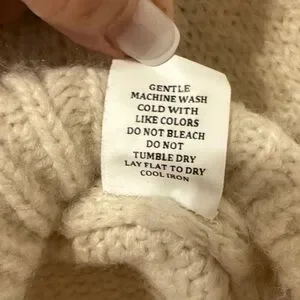 GENTLE
MACHINE WASH
COLD WITH
LIKE COLORS
DO NOT BLEACH
DO NOT
TUMBLE DRY
LAY FLAT TO DRY
COOL IRON